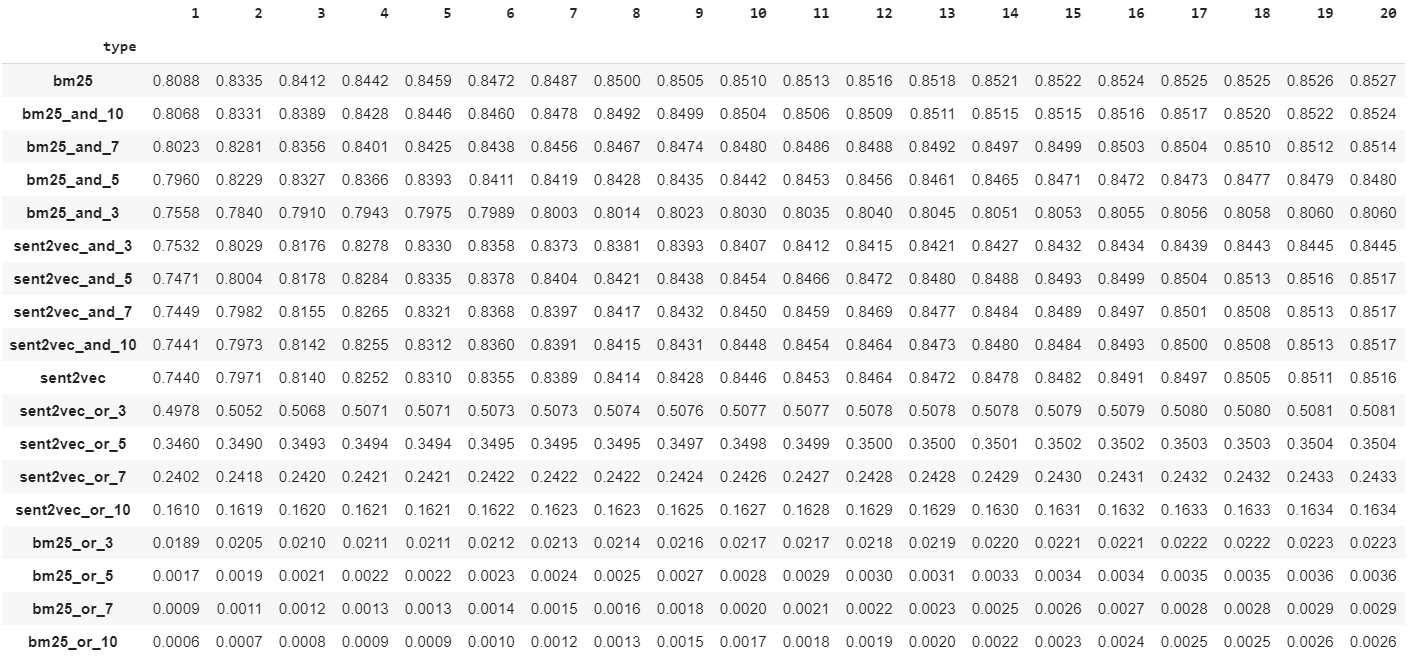 1 2 3 4 5 6 7 8 9 10 11 12 13 14 15 16 17 18 19 20
type
bm25 0.8088 0.8335 0.8412 0.8442 0.8459 0.8472 0.8487 0.8500 0.8505 0.8510 0.8513 0.8516 0.8518 0.8521 0.8522 0.8524 0.8525 0.8525 0.8526 0.8527
bm25_and_10 0.8068 0.8331 0.8389 0.8428 0.8446 0.8460 0.8478 0.8492 0.8499 0.8504 0.8506 0.8509 0.8511 0.8515 0.8515 0.8516 0.8517 0.8520 0.8522 0.8524
bm25_and_7 0.8023 0.8281 0.8356 0.8401 0.8425 0.8438 0.8456 0.8467 0.8474 0.8480 0.8486 0.8488 0.8492 0.8497 0.8499 0.8503 0.8504 0.8510 0.8512 0.8514
bm25_and_5 0.7960 0.8229 0.8327 0.8366 0.8393 0.8411 0.8419 0.8428 0.8435 0.8442 0.8453 0.8456 0.8461 0.8465 0.8471 0.8472 0.8473 0.8477 0.8479 0.8480
bm25_and_3 0.7558 0.7840 0.7910 0.7943 0.7975 0.7989 0.8003 0.8014 0.8023 0.8030 0.8035 0.8040 0.8045 0.8051 0.8053 0.8055 0.8056 0.8058 0.8060 0.8060
sent2vec_and_3 0.7532 0.8029 0.8176 0.8278 0.8330 0.8358 0.8373 0.8381 0.8393 0.8407 0.8412 0.8415 0.8421 0.8427 0.8432 0.8434 0.8439 0.8443 0.8445 0.8445
sent2vec_and_5 0.7471 0.8004 0.8178 0.8284 0.8335 0.8378 0.8404 0.8421 0.8438 0.8454 0.8466 0.8472 0.8480 0.8488 0.8493 0.8499 0.8504 0.8513 0.8516 0.8517
sent2vec_and_7 0.7449 0.7982 0.8155 0.8265 0.8321 0.8368 0.8397 0.8417 0.8432 0.8450 0.8459 0.8469 0.8477 0.8484 0.8489 0.8497 0.8501 0.8508 0.8513 0.8517
sent2vec_and_10 0.7441 0.7973 0.8142 0.8255 0.8312 0.8360 0.8391 0.8415 0.8431 0.8448 0.8454 0.8464 0.8473 0.8480 0.8484 0.8493 0.8500 0.8508 0.8513 0.8517
sent2vec 0.7440 0.7971 0.8140 0.8252 0.8310 0.8355 0.8389 0.8414 0.8428 0.8446 0.8453 0.8464 0.8472 0.8478 0.8482 0.8491 0.8497 0.8505 0.8511 0.8516
sent2vec_or_3 0.4978 0.5052 0.5068 0.5071 0.5071 0.5073 0.5073 0.5074 0.5076 0.5077 0.5077 0.5078 0.5078 0.5078 0.5079 0.5079 0.5080 0.5080 0.5081 0.5081
sent2vec_or_5 0.3460 0.3490 0.3493 0.3494 0.3494 0.3495 0.3495 0.3495 0.3497 0.3498 0.3499 0.3500 0.3500 0.3501 0.3502 0.3502 0.3503 0.3503 0.3504 0.3504
sent2vec_or_7 0.2402 0.2418 0.2420 0.2421 0.2421 0.2422 0.2422 0.2422 0.2424 0.2426 0.2427 0.2428 0.2428 0.2429 0.2430 0.2431 0.2432 0.2432 0.2433 0.2433
sent2vec_or_10 0.1610 0.1619 0.1620 0.1621 0.1621 0.1622 0.1623 0.1623 0.1625 0.1627 0.1628 0.1629 0.1629 0.1630 0.1631 0.1632 0.1633 0.1633 0.1634 0.1634
bm25_or_3 0.0189 0.0205 0.0210 0.0211 0.0211 0.0212 0.0213 0.0214 0.0216 0.0217 0.0217 0.0218 0.0219 0.0220 0.0221 0.0221 0.0222 0.0222 0.0223 0.0223
bm25_or_5 0.0017 0.0019 0.0021 0.0022 0.0022 0.0023 0.0024 0.0025 0.0027 0.0028 0.0029 0.0030 0.0031 0.0033 0.0034 0.0034 0.0035 0.0035 0.0036 0.0036
bm25_or_7 0.0009 0.0011 0.0012 0.0013 0.0013 0.0014 0.0015 0.0016 0.0018 0.0020 0.0021 0.0022 0.0023 0.0025 0.0026 0.0027 0.0028 0.0028 0.0029 0.0029
bm25_or_10 0.0006 0.0007 0.0008 0.0009 0.0009 0.0010 0.0012 0.0013 0.0015 0.0017 0.0018 0.0019 0.0020 0.0022 0.0023 0.0024 0.0025 0.0025 0.0026 0.0026